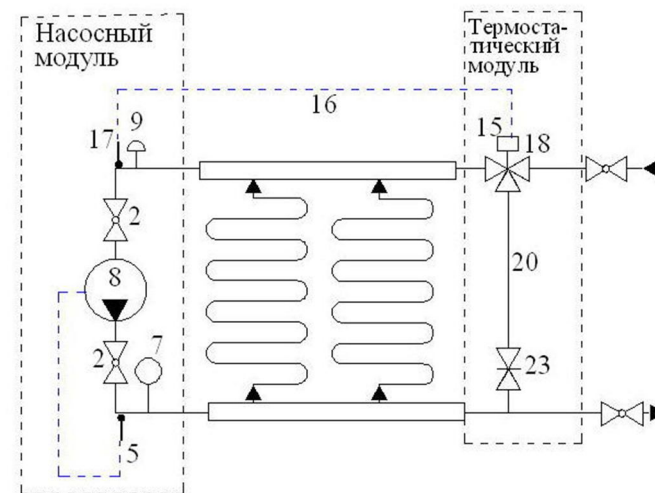 Насосный
модуль
Термоста-
тический
модуль
9
16
15
17
18
2
8
20
7
2
23
5